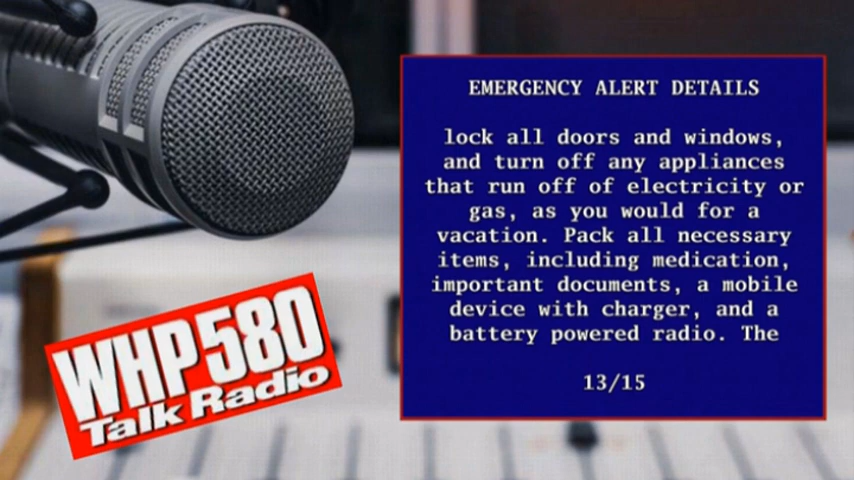 WHP580
Talk Radio
EMERGENCY ALERT DETAILS
lock all doors and windows,
and turn off any appliances
that run off of electricity or
gas, as you would for a
vacation. Pack all necessary
items, including medication,
important documents, a mobile
device with charger, and a
battery powered radio. The
13/15